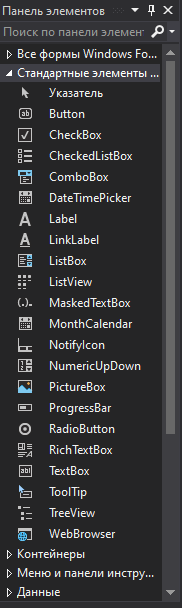 Панель элементов
Поиск по панели элемен
Все формы Windows Fo...
Стандартные элементы ...
Указатель
Button
CheckBox
CheckedListBox
ComboBox
DateTimePicker
Label
LinkLabel
ListBox
ListView
MaskedTextBox
MonthCalendar
NotifyIcon
NumericUpDown
PictureBox
ProgressBar
RadioButton
RichTextBox
TextBox
ToolTip
TreeView
WebBrowser
Контейнеры
Меню и панели инстру...
Данные